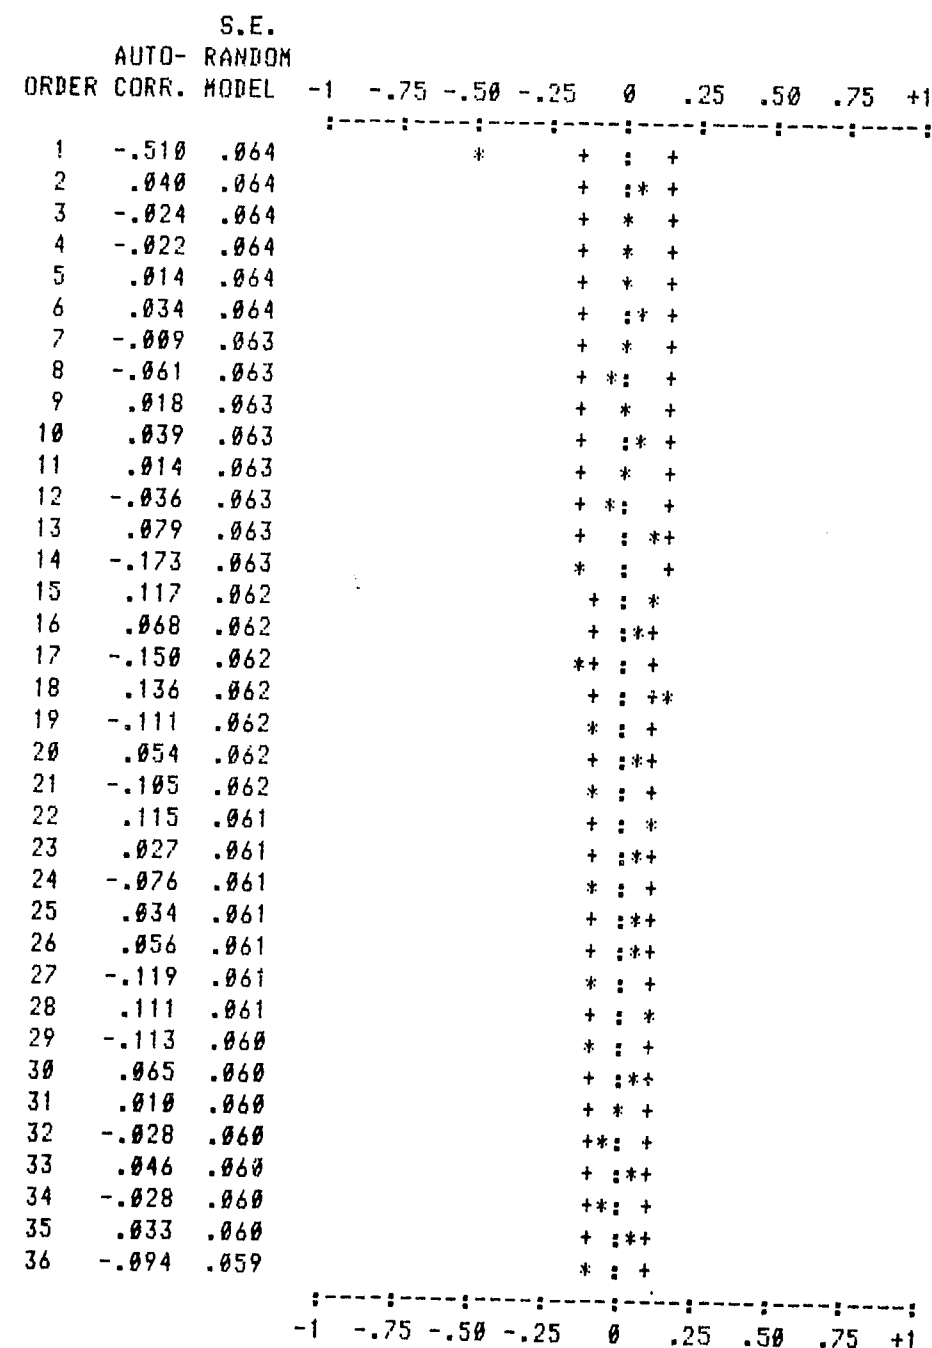 S.E.
AUTO- RANDOM
ORDER CORR. MODEL -1 -.75 -.50 -.25 0 .25 .50 .75 +1
:----:----:----:----:----:----:----:----:
1 -.510 .064 * + : +
2 .040 .064 + :* +
3 -.024 .064 + * +
4 -.022 .064 + * +
5 .014 .064 + * +
6 .034 .064 + :* +
7 -.009 .063 + * +
8 -.061 .063 + *: +
9 .018 .063 + * +
10 .039 .063 + :* +
11 .014 .063 + * +
12 -.036 .063 + *: +
13 .079 .063 + : *+
14 -.173 .063 * : +
15 .117 .062 + : *
16 .068 .062 + :*+
17 -.150 .062 *+ : +
18 .136 .062 + : +*
19 -.111 .062 * : +
20 .054 .062 + :*+
21 -.105 .062 * : +
22 .115 .061 + : *
23 .027 .061 + :*+
24 -.076 .061 * : +
25 .034 .061 + :*+
26 .056 .061 + :*+
27 -.119 .061 * : +
28 .111 .061 + : *
29 -.113 .060 * : +
30 .065 .060 + :*+
31 .010 .060 + * +
32 -.028 .060 +*: +
33 .046 .060 + :*+
34 -.028 .060 +*: +
35 .033 .060 + :*+
36 -.094 .059 * : +
:----:----:----:----:----:----:----:----:
-1 -.75 -.50 -.25 0 .25 .50 .75 +1